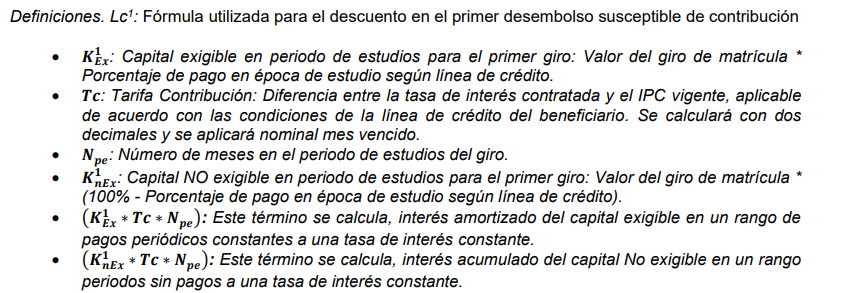 Definiciones. Lc¹: Fórmula utilizada para el descuento en el primer desembolso susceptible de contribución
• K¹Ex: Capital exigible en periodo de estudios para el primer giro: Valor del giro de matrícula *
Porcentaje de pago en época de estudio según línea de crédito.
• Tc: Tarifa Contribución: Diferencia entre la tasa de interés contratada y el IPC vigente, aplicable
de acuerdo con las condiciones de la línea de crédito del beneficiario. Se calculará con dos
decimales y se aplicará nominal mes vencido.
• Npe: Número de meses en el periodo de estudios del giro.
• K¹nEx: Capital NO exigible en periodo de estudios para el primer giro: Valor del giro de matrícula *
(100% - Porcentaje de pago en época de estudio según línea de crédito).
• (K¹Ex * Tc * Npe): Este término se calcula, interés amortizado del capital exigible en un rango de
pagos periódicos constantes a una tasa de interés constante.
• (K¹nEx * Tc * Npe): Este término se calcula, interés acumulado del capital No exigible en un rango
periodos sin pagos a una tasa de interés constante.